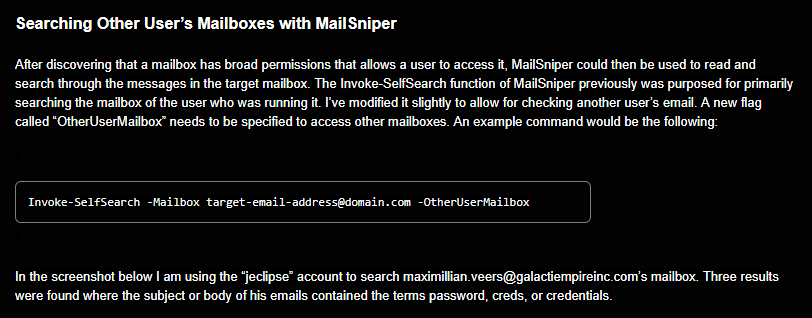 Searching Other User’s Mailboxes with MailSniper
After discovering that a mailbox has broad permissions that allows a user to access it, MailSniper could then be used to read and
search through the messages in the target mailbox. The Invoke-SelfSearch function of MailSniper previously was purposed for primarily
searching the mailbox of the user who was running it. I’ve modified it slightly to allow for checking another user’s email. A new flag
called “OtherUserMailbox” needs to be specified to access other mailboxes. An example command would be the following:
Invoke-SelfSearch -Mailbox target-email-address@domain.com -OtherUserMailbox
In the screenshot below I am using the “jeclipse” account to search maximillian.veers@galactiempireinc.com’s mailbox. Three results
were found where the subject or body of his emails contained the terms password, creds, or credentials.